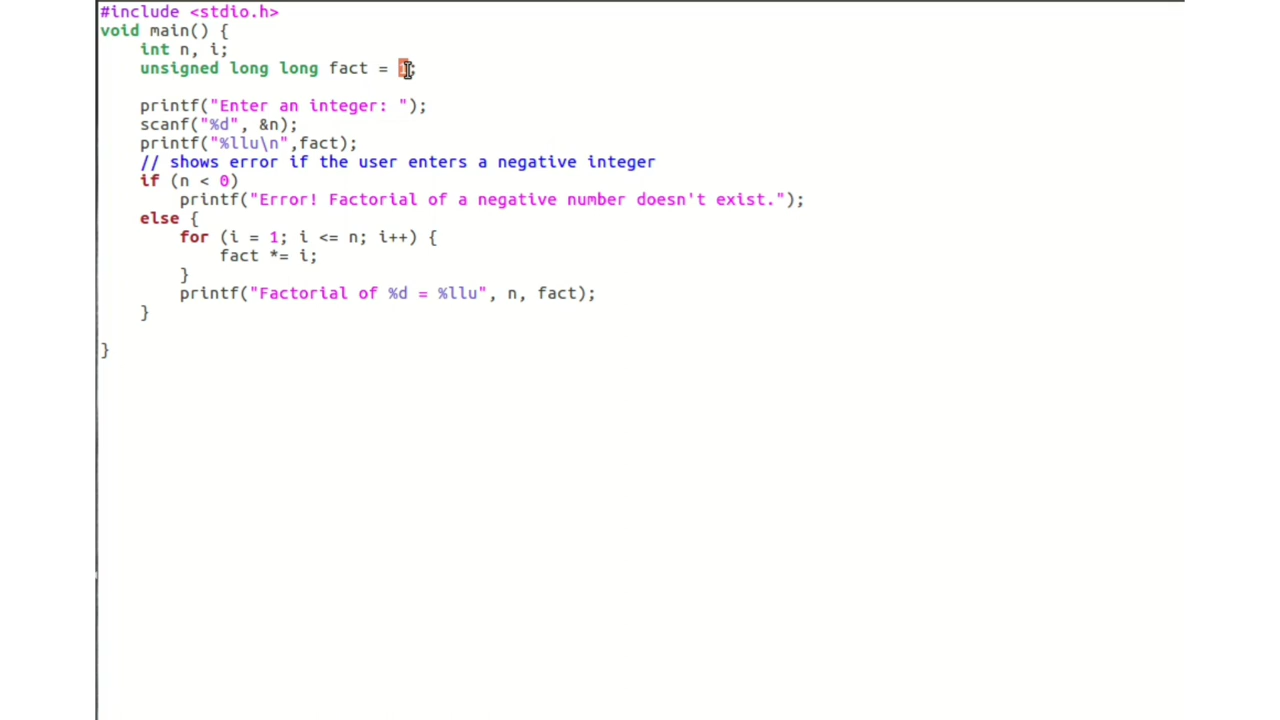 #include <stdio.h>
void main() {
    int n, i;
    unsigned long long fact = ;
    printf("Enter an integer: ");
    scanf("%d", &n);
    printf("%llu\n",fact);
    // shows error if the user enters a negative integer
    if (n < 0)
        printf("Error! Factorial of a negative number doesn't exist.");
    else {
        for (i = 1; i <= n; i++) {
            fact *= i;
        }
        printf("Factorial of %d = %llu", n, fact);
    }
}